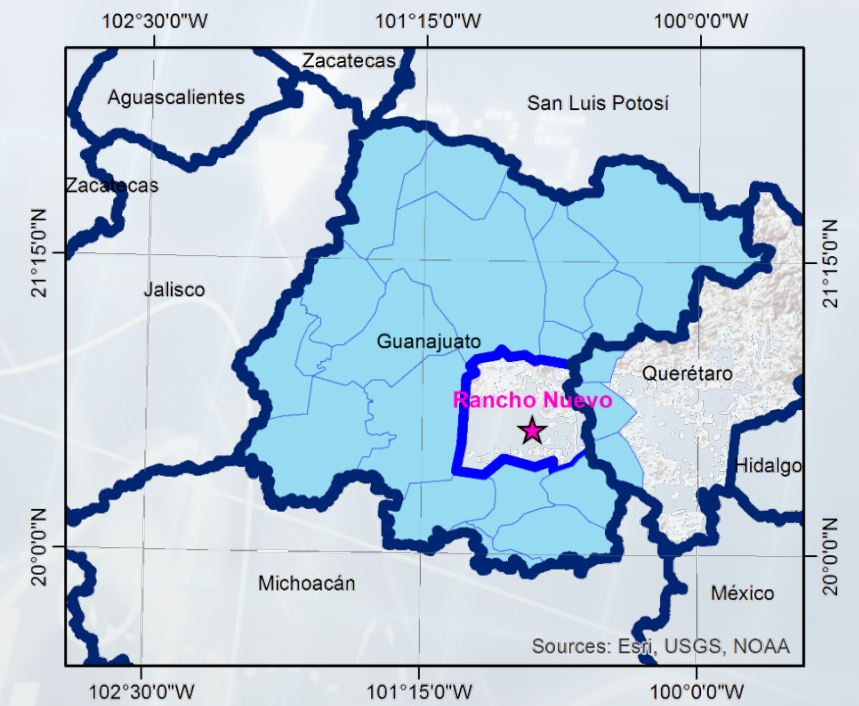 102°30'0"W 101°15'0"W 100°0'0"W
Zacatecas
Aguascalientes
San Luis Potosí
Zacatecas
21°15'0"N
21°15'0"N
Jalisco
Guanajuato
Querétaro
Rancho Nuevo
Hidalgo
20°0'0"N
20°0'0"N
Michoacán
México
Sources: Esri, USGS, NOAA
102°30'0"W 101°15'0"W 100°0'0"W